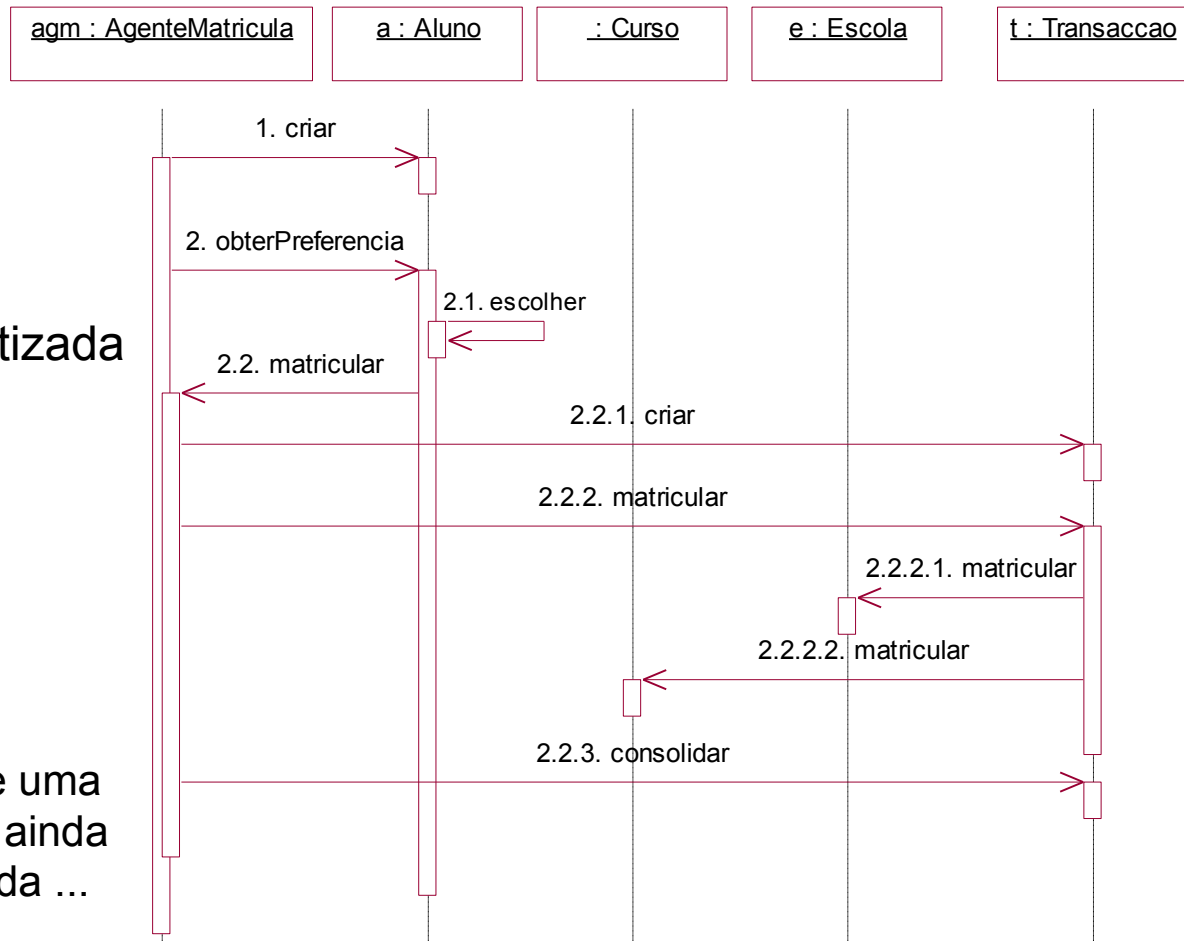 agm : AgenteMatricula
a : Aluno
: Curso
e : Escola
t : Transaccao
1. criar
2. obterPreferencia
2.1. escolher
tizada
2.2. matricular
2.2.1. criar
2.2.2. matricular
2.2.2.1. matricular
2.2.2.2. matricular
2.2.3. consolidar
e uma
ainda
da ...